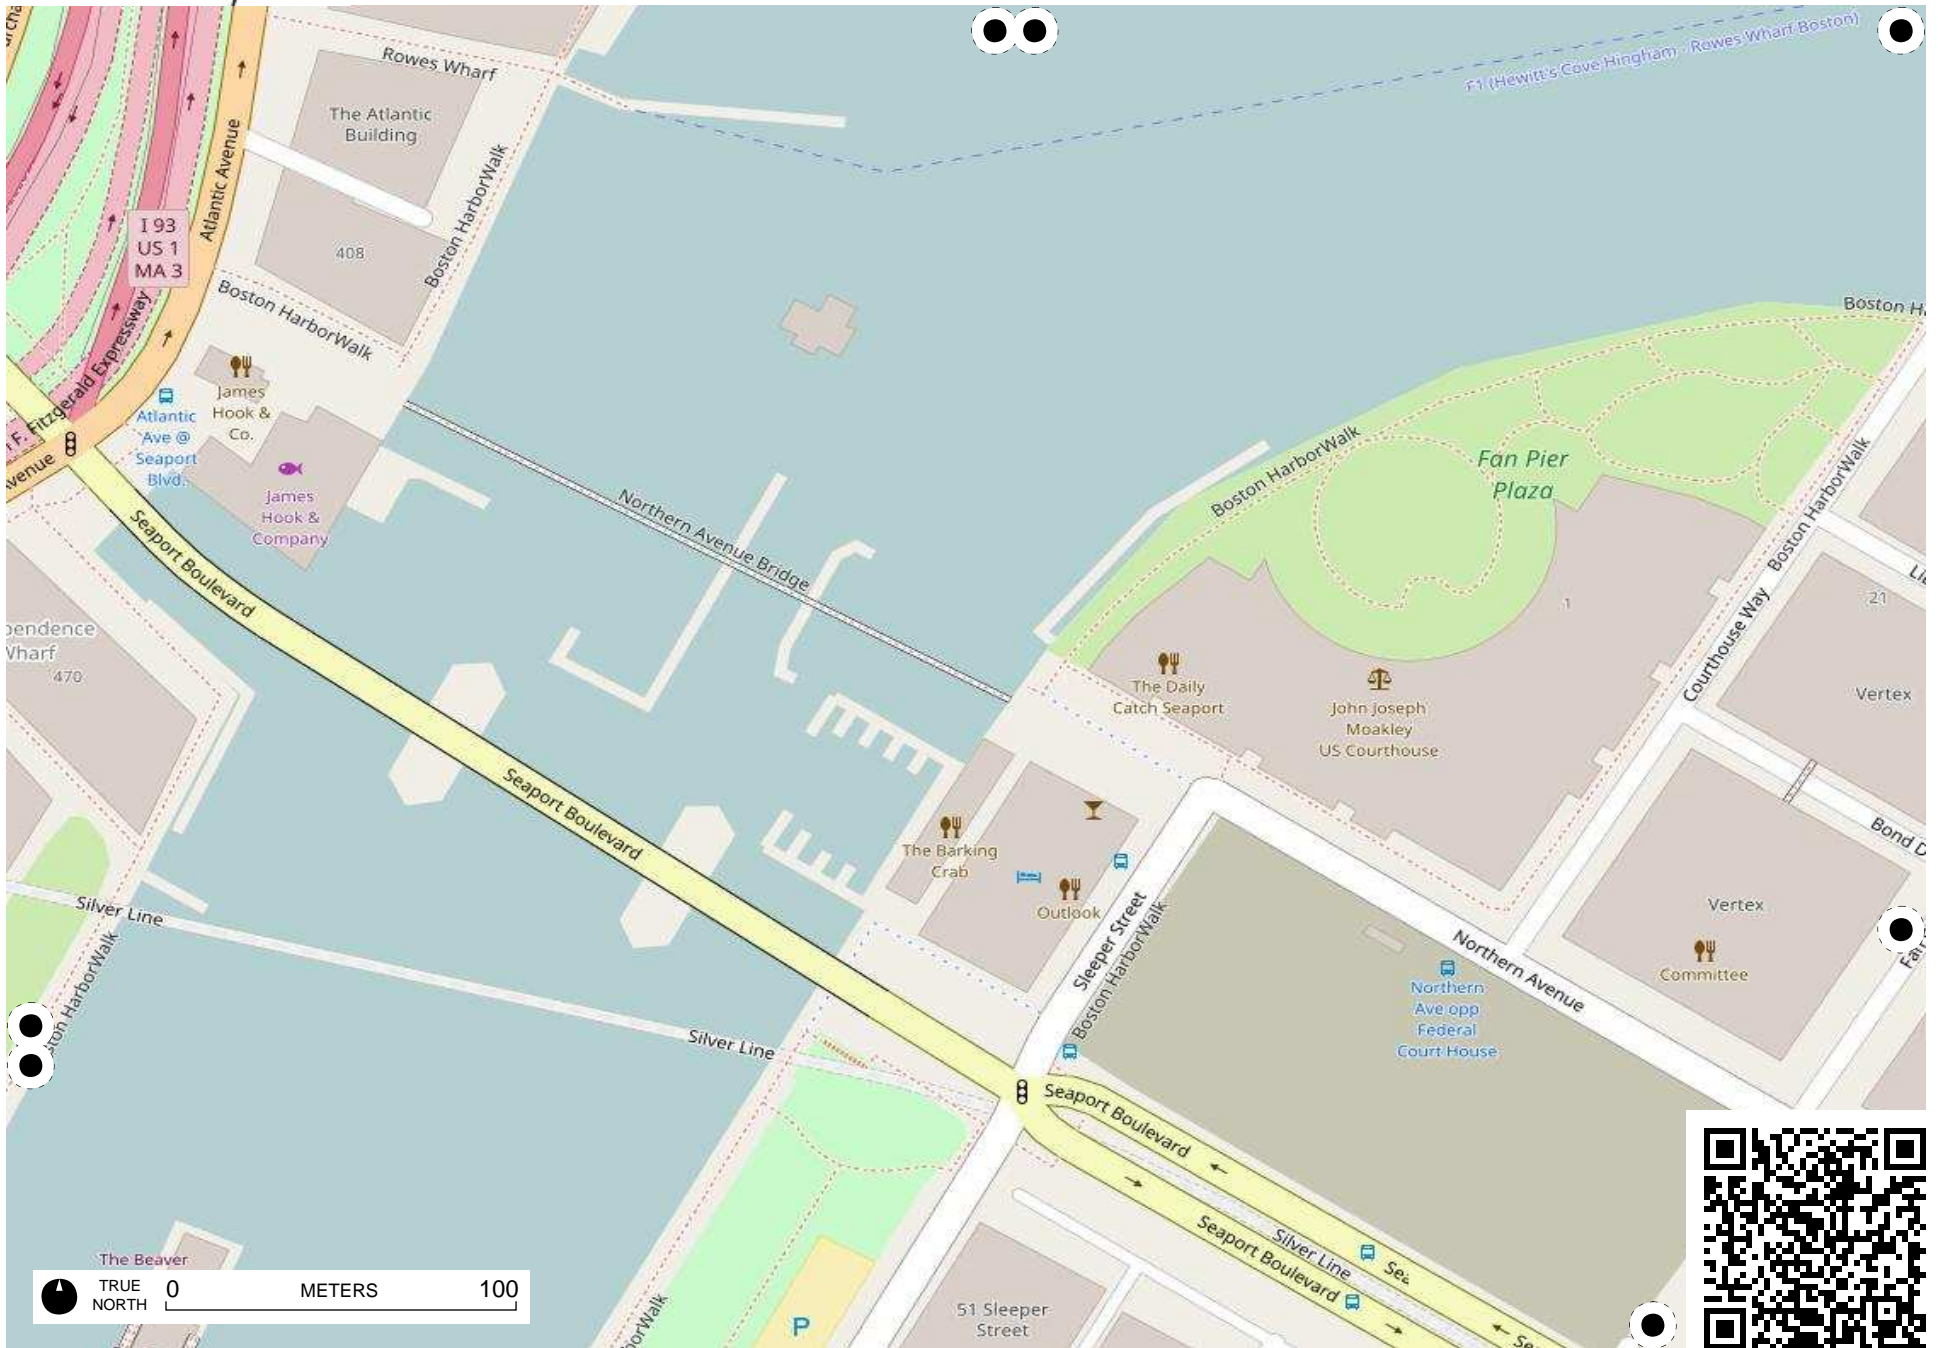 Rowes Wharf
F1 (Hewitt's Cove Hingham - Rowes Wharf Boston)
The Atlantic
Building
Atlantic Avenue
Boston HarborWalk
I 93
US 1
MA 3
408
Boston HarborWalk
Boston H
F. Fitzgerald Expressway
James
Hook &
Co.
Atlantic
Ave @
Seaport
Blvd.
Avenue
James
Hook &
Company
Northern Avenue Bridge
Boston HarborWalk
Fan Pier
Plaza
Boston HarborWalk
Seaport Boulevard
1
21
pendence
Wharf
470
The Daily
Catch Seaport
John Joseph
Moakley
US Courthouse
Courthouse Way
Vertex
Seaport Boulevard
The Barking
Crab
Outlook
Bond D
Vertex
Committee
Silver Line
Sleeper Street
Boston HarborWalk
Northern Avenue
Northern
Ave opp
Federal
Court House
ston HarborWalk
Silver Line
Seaport Boulevard
Seaport Boulevard
Silver Line
Sea
The Beaver
TRUE
NORTH
0
METERS
100
51 Sleeper
Street
P
orWalk
Sea